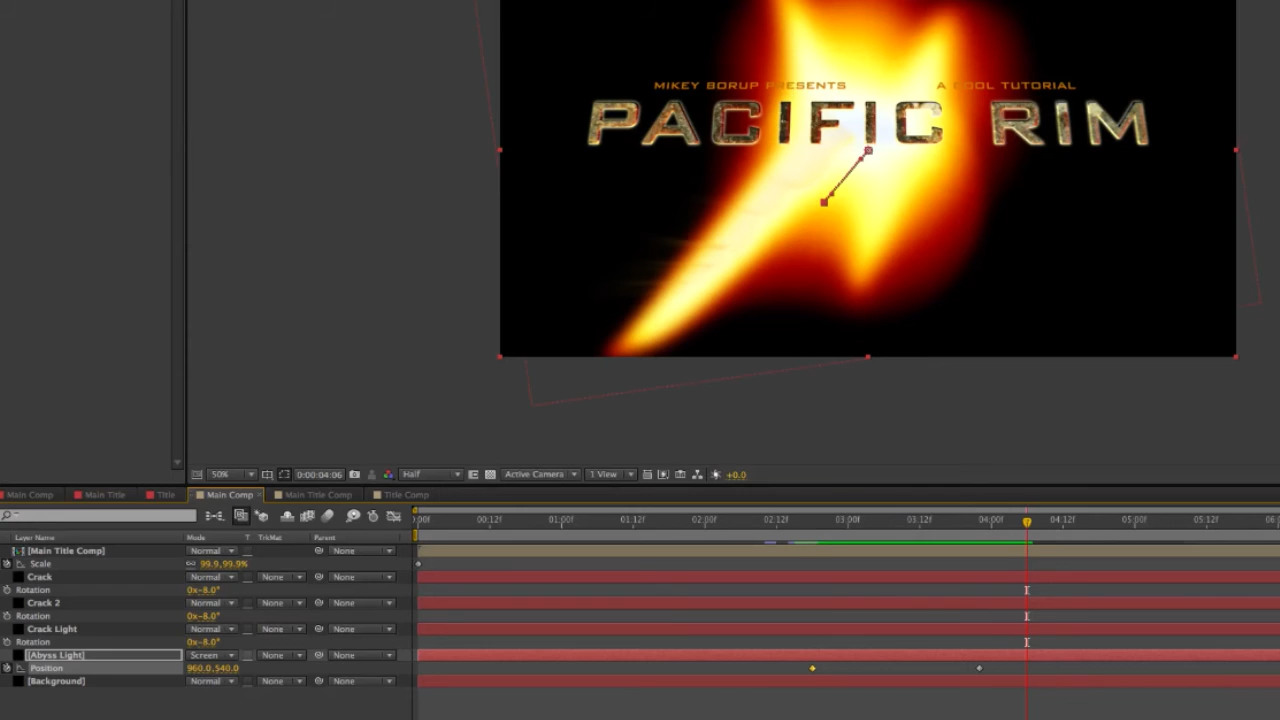 MIKEY BORUP PRESENTS A COOL TUTORIAL
PACIFIC RIM
50% 0:00:04:06 Half Active Camera 1 View +0.0
Main Comp Main Title Title Main Comp Main Title Comp Title Comp
:00f 00:12f 01:00f 01:12f 02:00f 02:12f 03:00f 03:12f 04:00f 04:12f 05:00f 05:12f 06:
Layer Name Mode T TrkMat Parent
[Main Title Comp] Normal None
Scale 99.9,99.9%
Crack Normal None None
Rotation 0x-8.0°
Crack 2 Normal None None
Rotation 0x-8.0°
Crack Light Normal None None
Rotation 0x-8.0°
[Abyss Light] Screen None None
Position 960.0,540.0
[Background] Normal None None